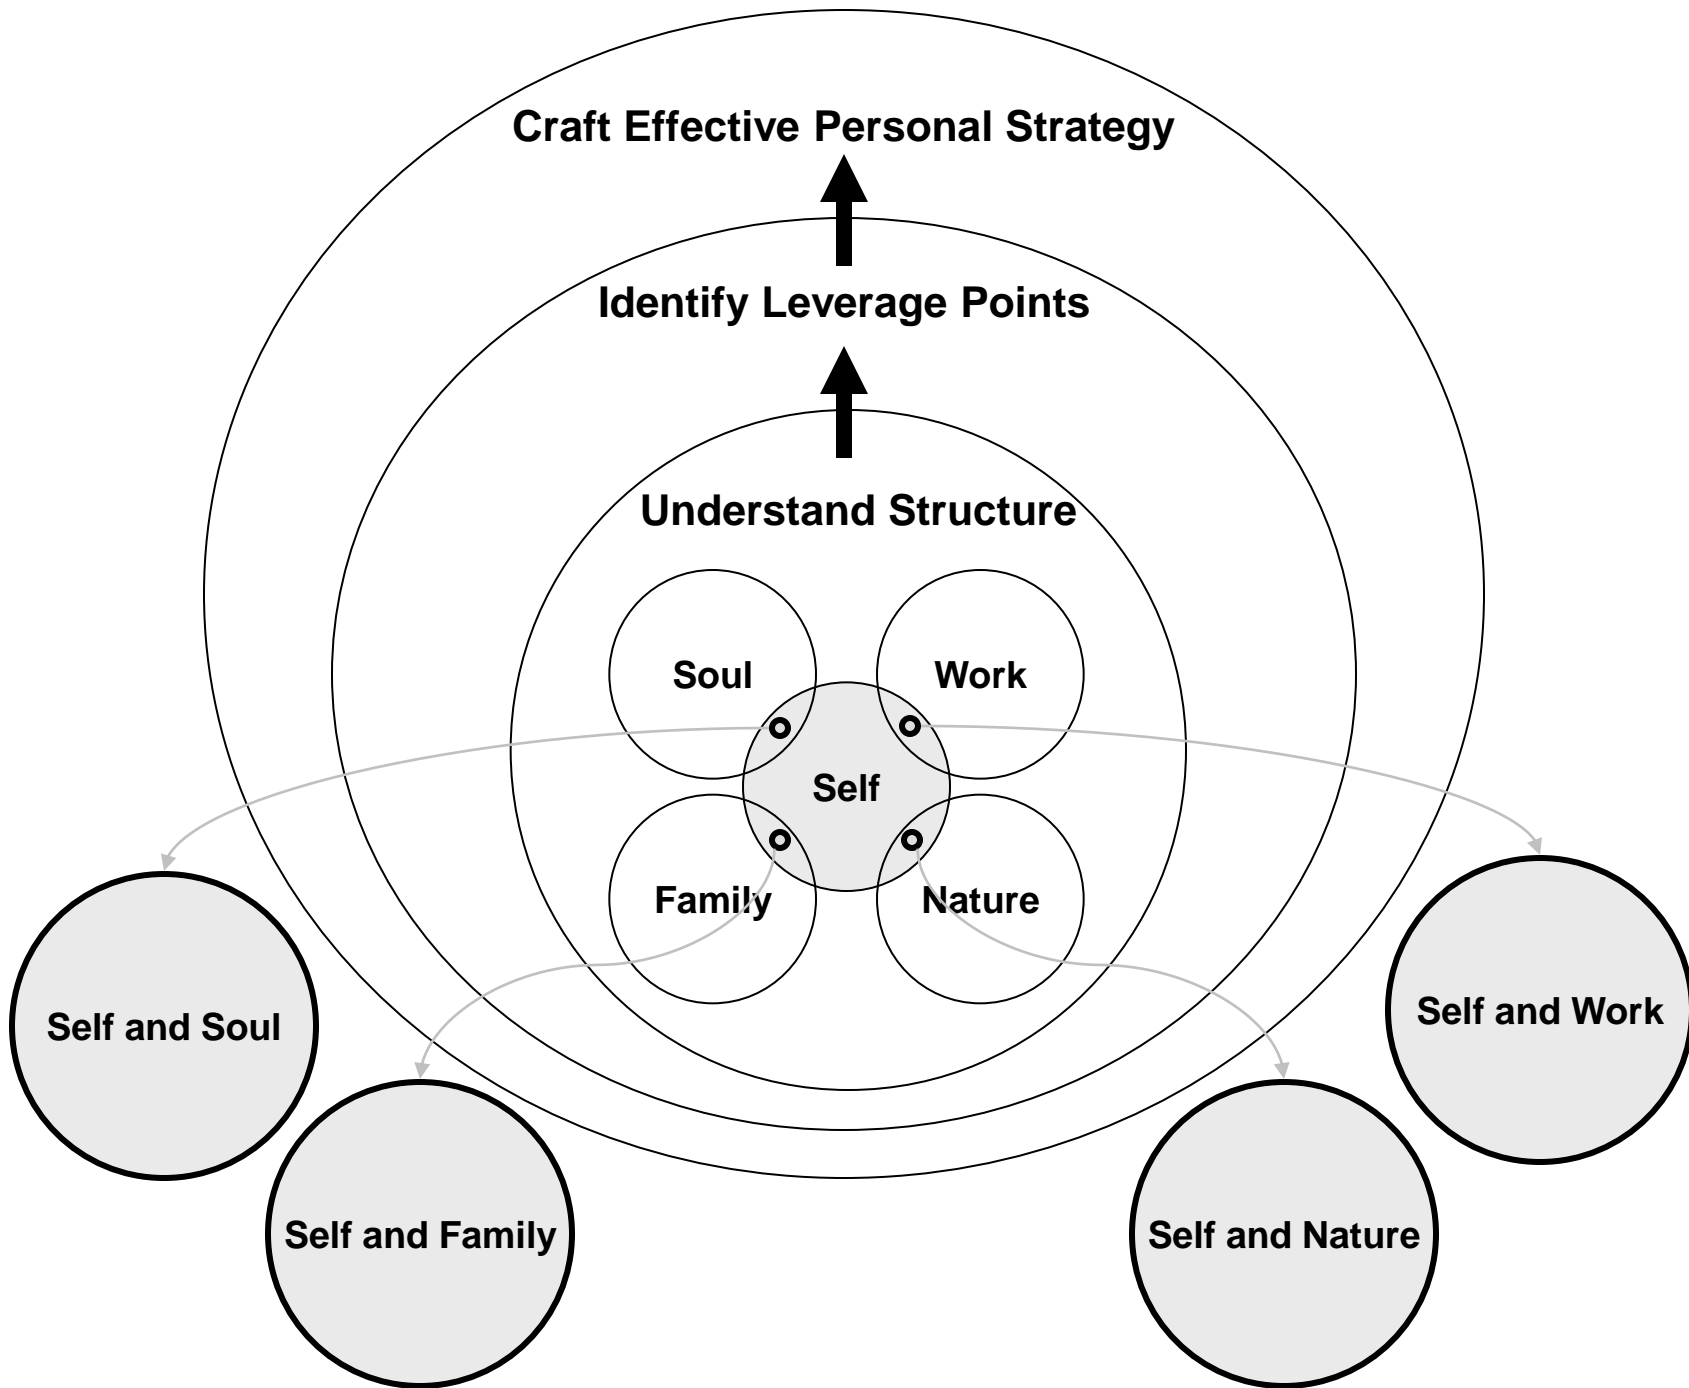 Craft Effective Personal Strategy
Identify Leverage Points
Understand Structure
Soul
Work
Self
Family
Nature
Self and Soul
Self and Work
Self and Family
Self and Nature